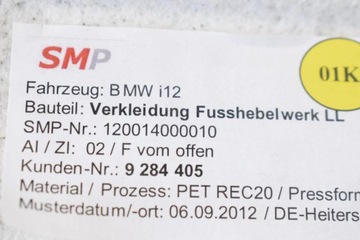 SMP
01K
Fahrzeug: BMW i12
Bauteil: Verkleidung Fusshebelwerk LL
SMP-Nr.: 120014000010
AI / ZI: 02 / F vom offen
Kunden-Nr.: 9 284 405
Material / Prozess: PET REC20 / Pressform
Musterdatum/-ort: 06.09.2012 / DE-Heiters